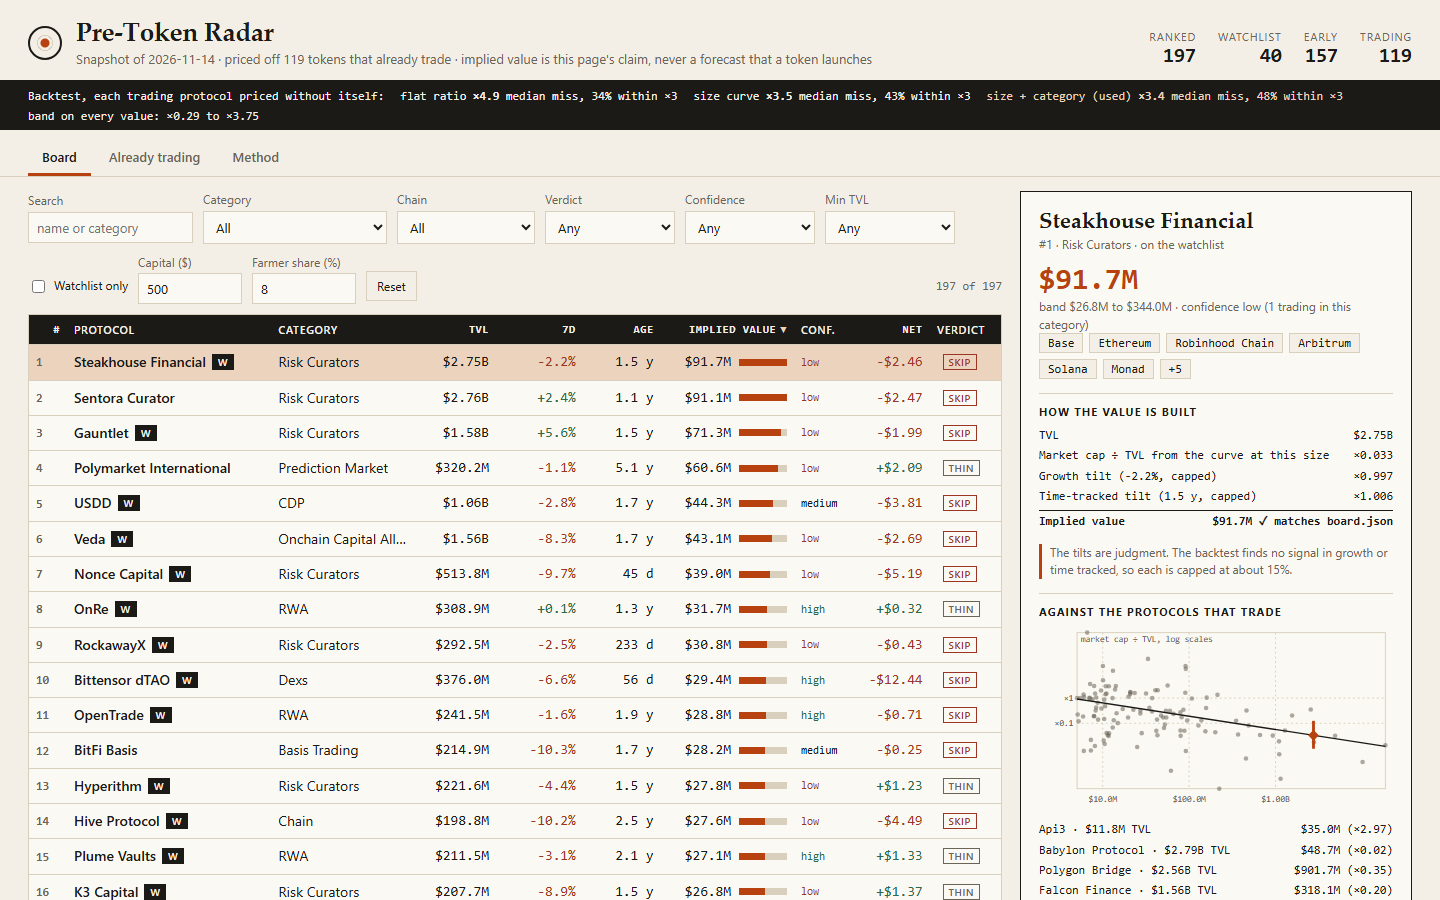 Pre-Token Radar
Snapshot of 2026-11-14 · priced off 119 tokens that already trade · implied value is this page's claim, never a forecast that a token launches
RANKED WATCHLIST EARLY TRADING
197 40 157 119
Backtest, each trading protocol priced without itself: flat ratio ×4.9 median miss, 34% within ×3 size curve ×3.5 median miss, 43% within ×3 size + category (used) ×3.4 median miss, 48% within ×3
band on every value: ×0.29 to ×3.75
Board Already trading Method
Search Category Chain Verdict Confidence Min TVL
name or category All All Any Any Any
Watchlist only Capital ($) 500 Farmer share (%) 8 Reset 197 of 197
# PROTOCOL CATEGORY TVL 7D AGE IMPLIED VALUE ▼ CONF. NET VERDICT
1 Steakhouse Financial W Risk Curators $2.75B -2.2% 1.5 y $91.7M low -$2.46 SKIP
2 Sentora Curator Risk Curators $2.76B +2.4% 1.1 y $91.1M low -$2.47 SKIP
3 Gauntlet W Risk Curators $1.58B +5.6% 1.5 y $71.3M low -$1.99 SKIP
4 Polymarket International Prediction Market $320.2M -1.1% 5.1 y $60.6M low +$2.09 THIN
5 USDD W CDP $1.06B -2.8% 1.7 y $44.3M medium -$3.81 SKIP
6 Veda W Onchain Capital All... $1.56B -8.3% 1.7 y $43.1M low -$2.69 SKIP
7 Nonce Capital W Risk Curators $513.8M -9.7% 45 d $39.0M low -$5.19 SKIP
8 OnRe W RWA $308.9M +0.1% 1.3 y $31.7M high +$0.32 THIN
9 RockawayX W Risk Curators $292.5M -2.5% 233 d $30.8M low -$0.43 SKIP
10 Bittensor dTAO W Dexs $376.0M -6.6% 56 d $29.4M high -$12.44 SKIP
11 OpenTrade W RWA $241.5M -1.6% 1.9 y $28.8M high -$0.71 SKIP
12 BitFi Basis Basis Trading $214.9M -10.3% 1.7 y $28.2M medium -$0.25 SKIP
13 Hyperithm W Risk Curators $221.6M -4.4% 1.5 y $27.8M low +$1.23 THIN
14 Hive Protocol W Chain $198.8M -10.2% 2.5 y $27.6M low -$4.49 SKIP
15 Plume Vaults W RWA $211.5M -3.1% 2.1 y $27.1M high +$1.33 THIN
16 K3 Capital W Risk Curators $207.7M -8.9% 1.5 y $26.8M low +$1.37 THIN
Steakhouse Financial
#1 · Risk Curators · on the watchlist
$91.7M
band $26.8M to $344.0M · confidence low (1 trading in this
category)
Base Ethereum Robinhood Chain Arbitrum
Solana Monad +5
HOW THE VALUE IS BUILT
TVL $2.75B
Market cap ÷ TVL from the curve at this size ×0.033
Growth tilt (-2.2%, capped) ×0.997
Time-tracked tilt (1.5 y, capped) ×1.006
Implied value $91.7M ✓ matches board.json
The tilts are judgment. The backtest finds no signal in growth or
time tracked, so each is capped at about 15%.
AGAINST THE PROTOCOLS THAT TRADE
market cap ÷ TVL, log scales
×1
×0.1
$10.0M $100.0M $1.00B
Api3 · $11.8M TVL $35.0M (×2.97)
Babylon Protocol · $2.79B TVL $48.7M (×0.02)
Polygon Bridge · $2.56B TVL $901.7M (×0.35)
Falcon Finance · $1.56B TVL $318.1M (×0.20)